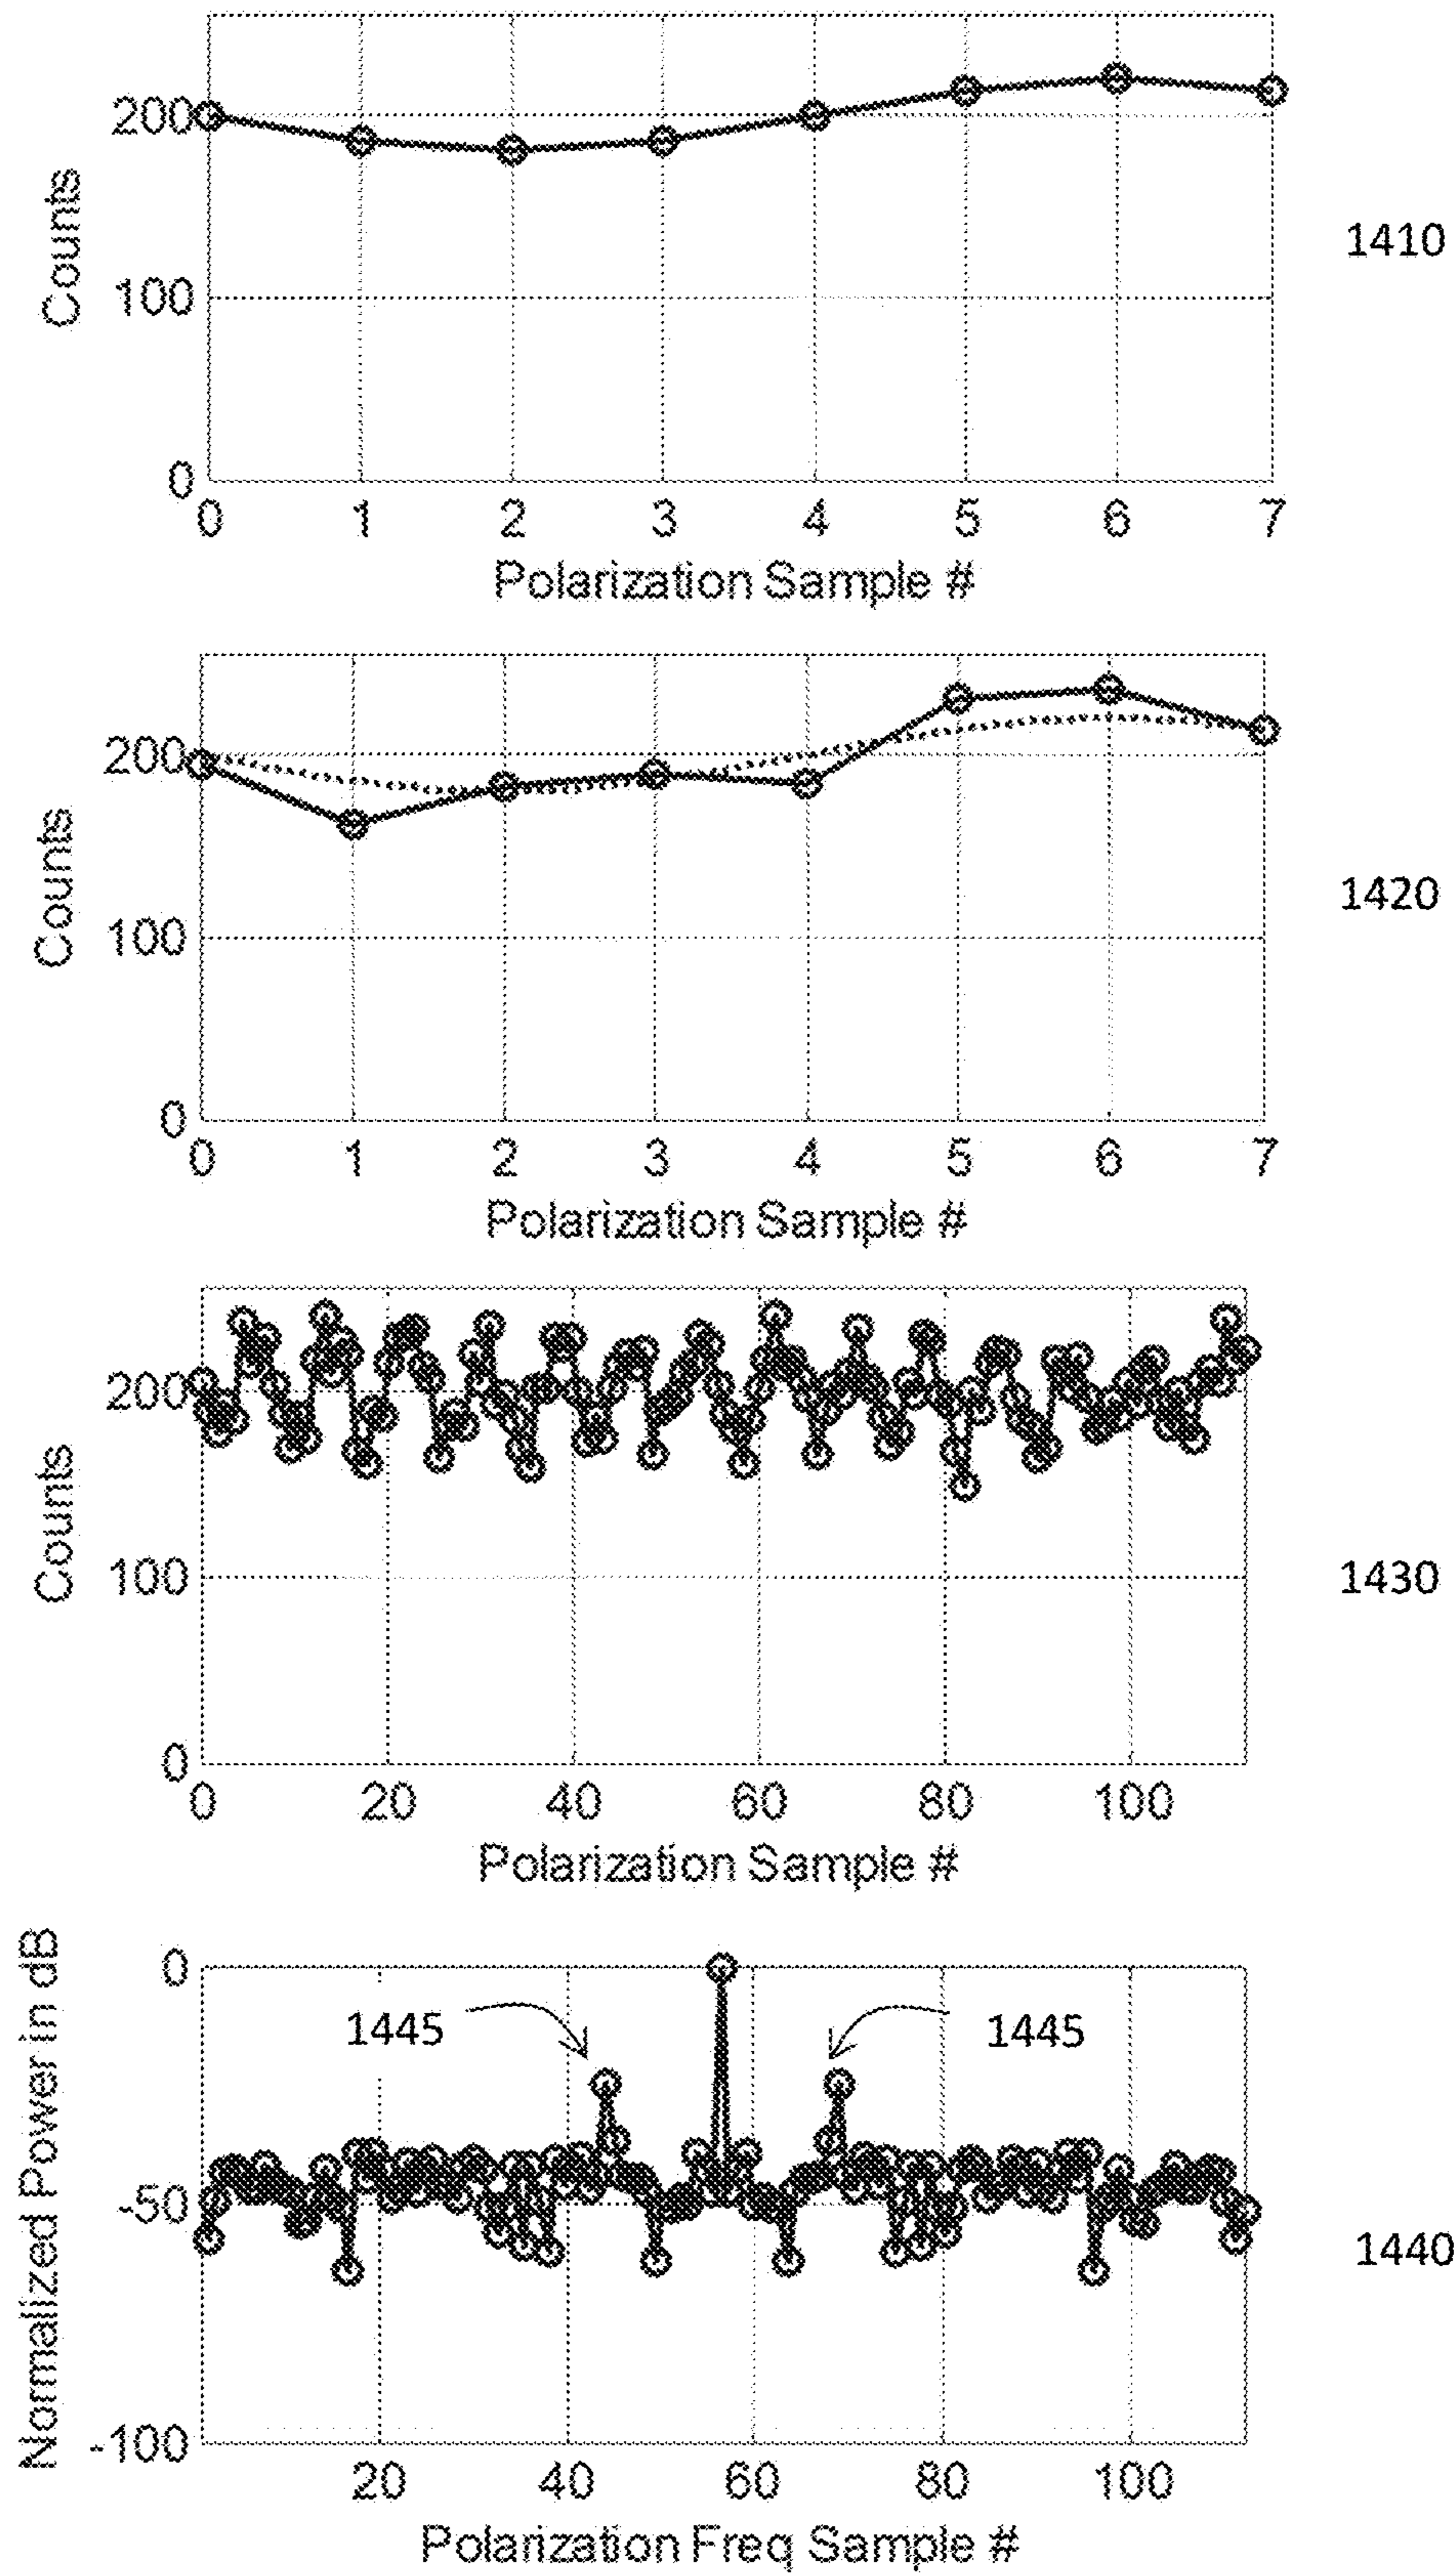 200
100
0
Counts
0 1 2 3 4 5 6 7
Polarization Sample #
1410
200
100
0
Counts
0 1 2 3 4 5 6 7
Polarization Sample #
1420
200
100
0
Counts
0 20 40 60 80 100
Polarization Sample #
1430
0
-50
-100
Normalized Power in dB
1445
1445
20 40 60 80 100
Polarization Freq Sample #
1440